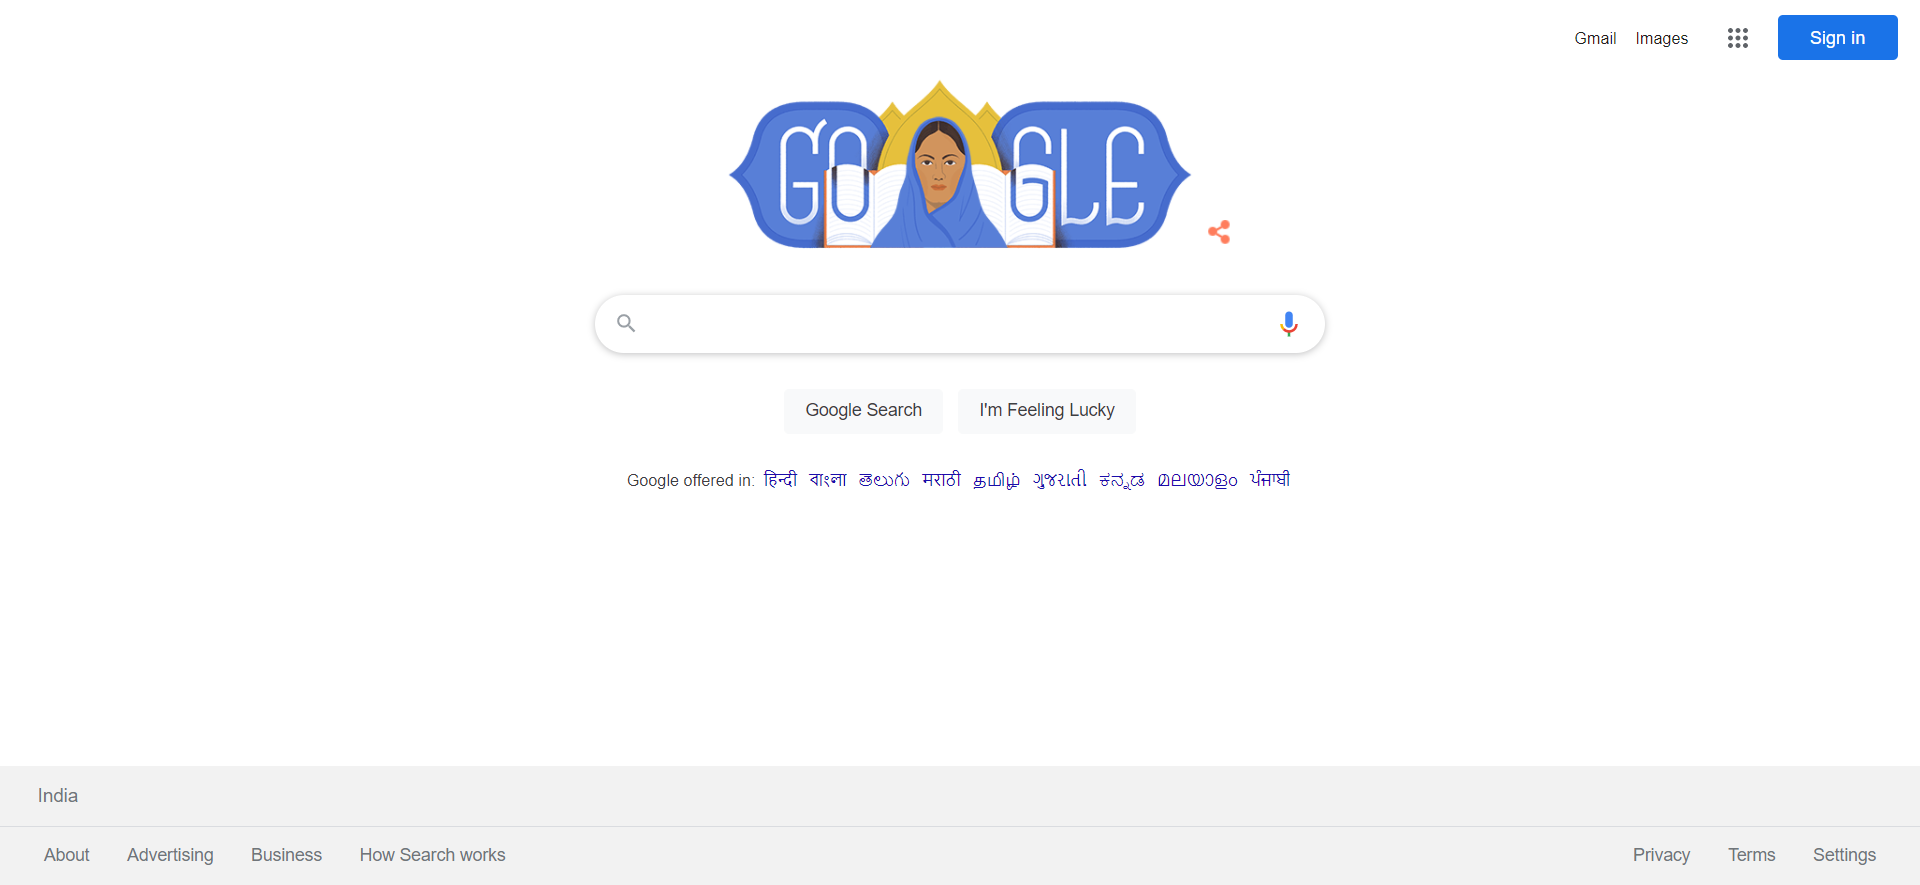 Gmail Images Sign in
GOOGLE
Google Search I'm Feeling Lucky
Google offered in: हिन्दी বাংলা తెలుగు मराठी தமிழ் ગુજરાતી ಕನ್ನಡ മലയാളം ਪੰਜਾਬੀ
India
About Advertising Business How Search works Privacy Terms Settings